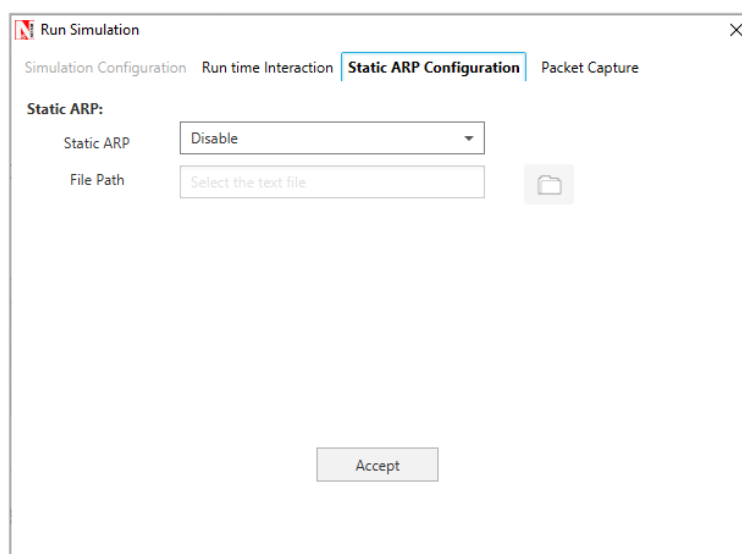 Run Simulation
Simulation Configuration Run time Interaction Static ARP Configuration Packet Capture
Static ARP:
Static ARP Disable
File Path Select the text file
Accept